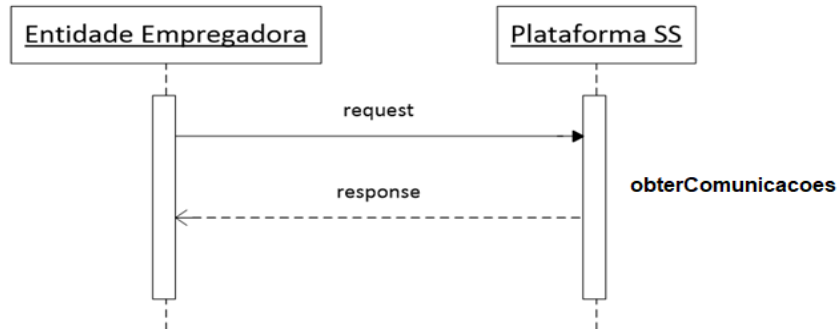 Entidade Empregadora
Plataforma SS
request
response
obterComunicacoes